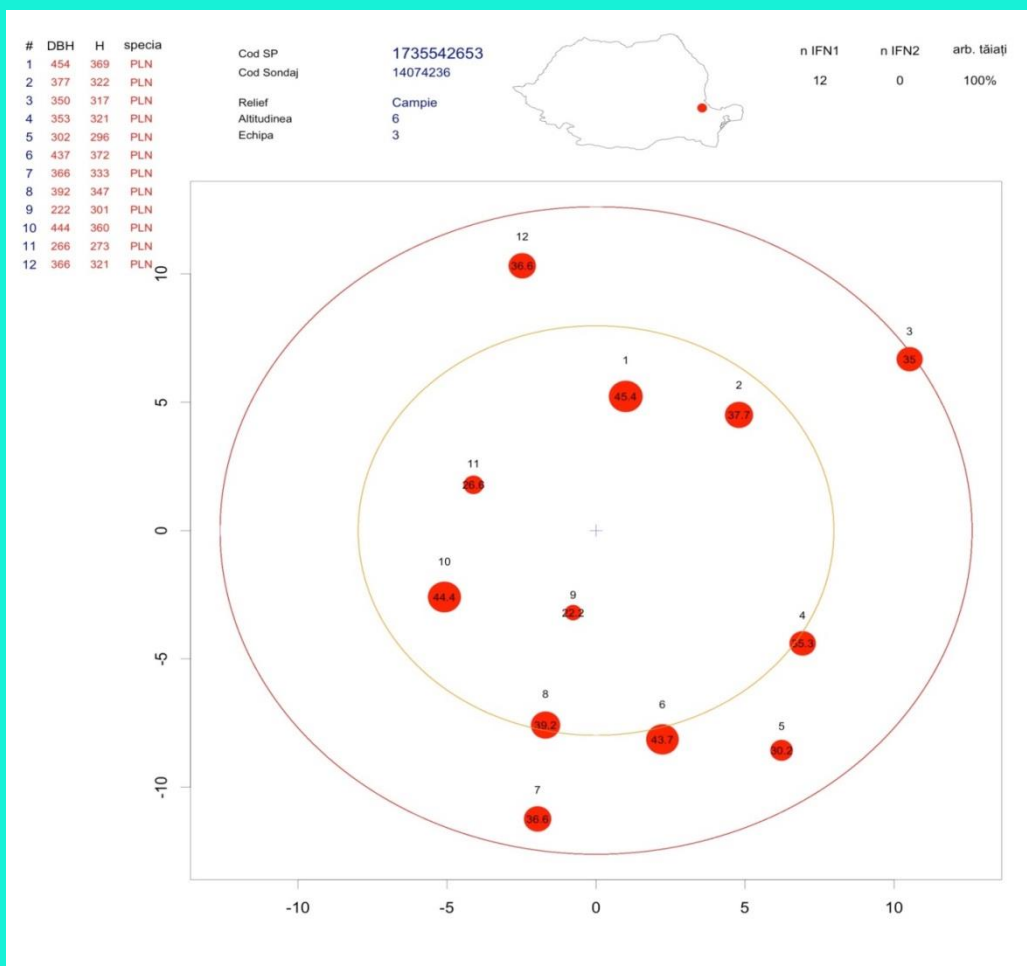 # DBH H specia
1 454 369 PLN
2 377 322 PLN
3 350 317 PLN
4 353 321 PLN
5 302 296 PLN
6 437 372 PLN
7 366 333 PLN
8 392 347 PLN
9 222 301 PLN
10 444 360 PLN
11 266 273 PLN
12 366 321 PLN
Cod SP 1735542653
Cod Sondaj 14074236
Relief Campie
Altitudinea 6
Echipa 3
n IFN1 n IFN2 arb. tăiați
12 0 100%
12
36.6
3
35
1
45.4
2
37.7
11
26.6
10
44.4
9
22.2
4
35.3
8
39.2
6
43.7
5
30.2
7
36.6
10
5
0
-5
-10
-10 -5 0 5 10